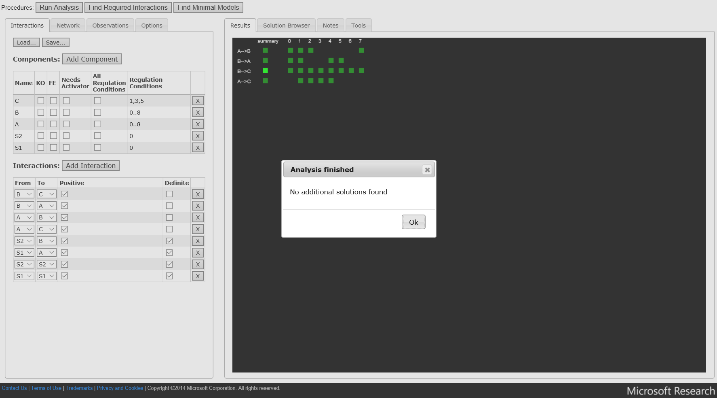 Procedures Run Analysis Find Required Interactions Find Minimal Models
Interactions Network Observations Options
Load... Save...
Components: Add Component
Name KO FE Needs Activator All Regulation Conditions Regulation Conditions
C 1,3,5 X
B 0..8 X
A 0..8 X
S2 0 X
S1 0 X
Interactions: Add Interaction
From To Positive Definite
B C X
B A X
A B X
A C X
S2 B X
S1 A X
S2 S2 X
S1 S1 X
Results Solution Browser Notes Tools
summary 0 1 2 3 4 5 6 7
A-->B
B-->A
B-->C
A-->C
Analysis finished
No additional solutions found
Ok
Contact Us | Terms of Use | Trademarks | Privacy and Cookies | Copyright ©2014 Microsoft Corporation. All rights reserved.
Microsoft Research